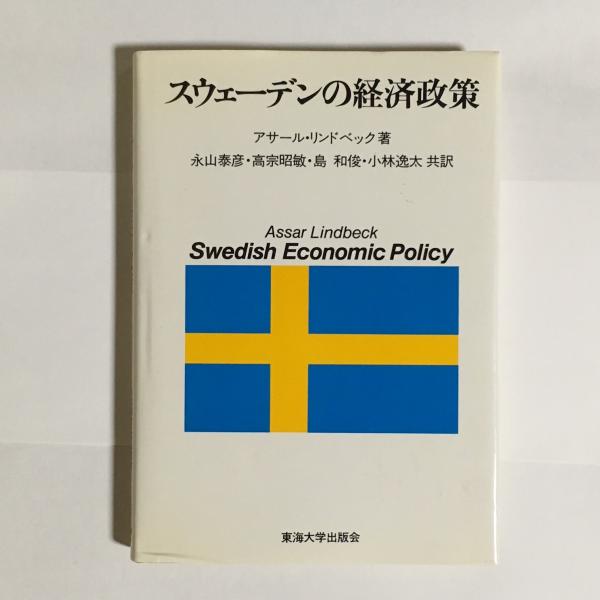 スウェーデンの経済政策
アサール・リンドベック著
永山泰彦・高宗昭敏・島 和俊・小林逸太 共訳
Assar Lindbeck
Swedish Economic Policy
東海大学出版会